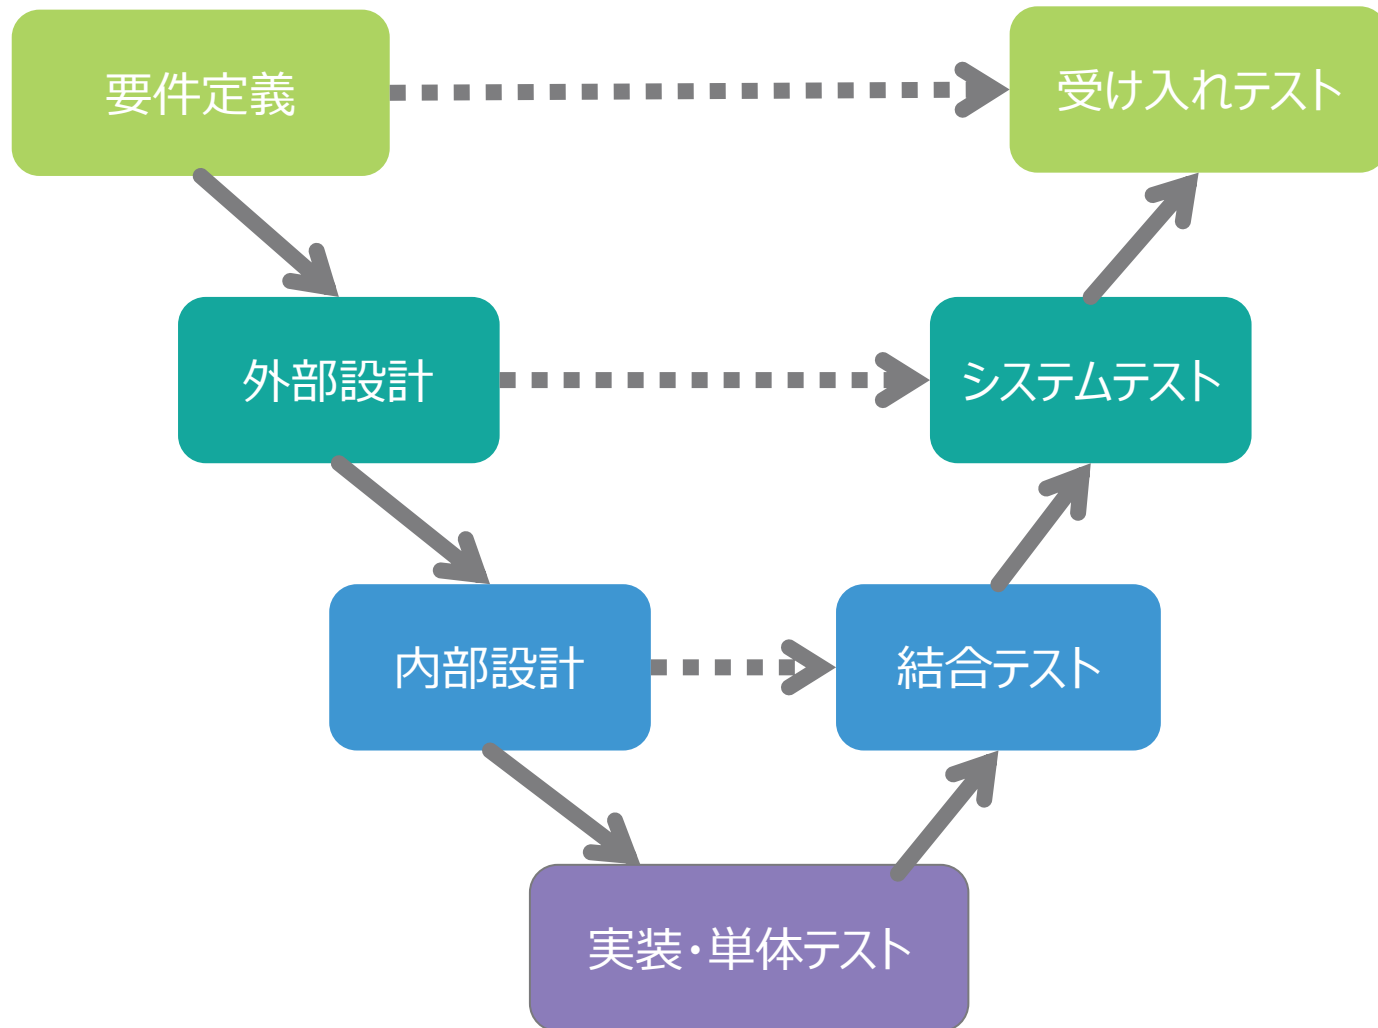 要件定義
受け入れテスト
外部設計
システムテスト
内部設計
結合テスト
実装・単体テスト